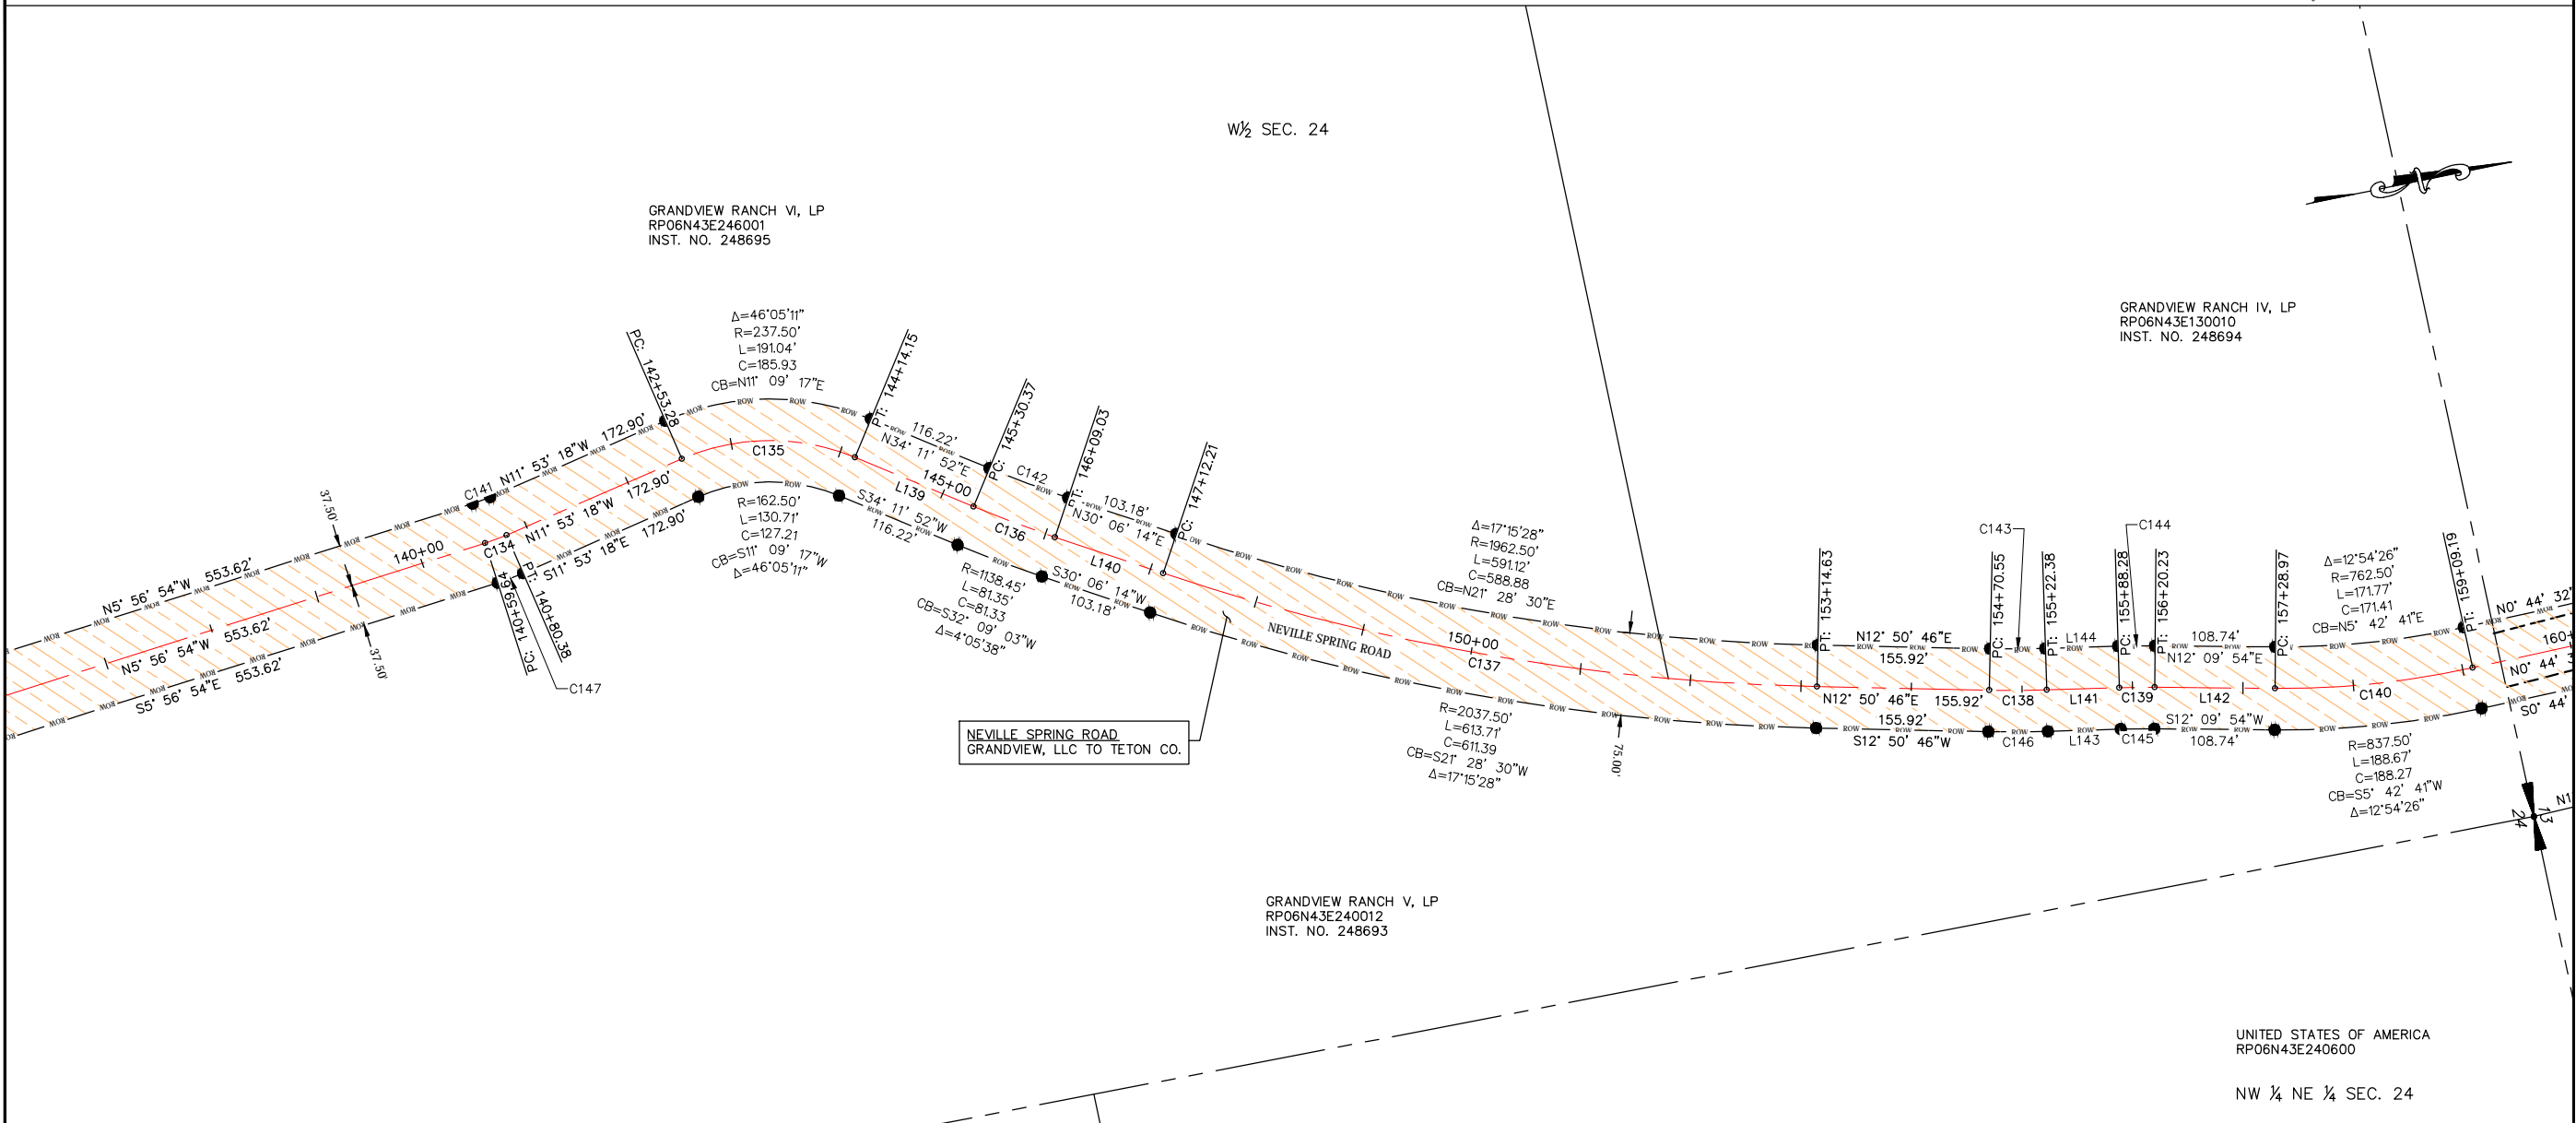 W½ SEC. 24
GRANDVIEW RANCH VI, LP
RP06N43E246001
INST. NO. 248695
GRANDVIEW RANCH IV, LP
RP06N43E130010
INST. NO. 248694
Δ=46°05'11"
R=237.50'
L=191.04'
C=185.93
CB=N11° 09' 17"E
PC: 142+53.28
PT: 144+14.15
PC: 145+30.37
PT: 146+09.03
PC: 147+12.21
116.22'
N34° 11' 52"E
C142
103.18'
N30° 06' 14"E
C135
L139
145+00
C136
L140
37.50'
N5° 56' 54"W 553.62'
N5° 56' 54"W 553.62'
S5° 56' 54"E 553.62'
140+00
37.50'
C141
N11° 53' 18"W 172.90'
C134
N11° 53' 18"W 172.90'
S11° 53' 18"E 172.90'
PC: 140+59.64
PT: 140+80.38
C147
R=162.50'
L=130.71'
C=127.21
CB=S11° 09' 17"W
Δ=46°05'11"
S34° 11' 52"W
116.22'
R=1138.45'
L=81.35'
C=81.33
CB=S32° 09' 03"W
Δ=4°05'38"
S30° 06' 14"W
103.18'
Δ=17°15'28"
R=1962.50'
L=591.12'
C=588.88
CB=N21° 28' 30"E
NEVILLE SPRING ROAD
150+00
C137
NEVILLE SPRING ROAD
GRANDVIEW, LLC TO TETON CO.
R=2037.50'
L=613.71'
C=611.39
CB=S21° 28' 30"W
Δ=17°15'28"
75.00'
PT: 153+14.63
N12° 50' 46"E
155.92'
N12° 50' 46"E 155.92'
155.92'
S12° 50' 46"W
C143
C144
PC: 154+70.55
PT: 155+22.38
PC: 155+88.28
PT: 156+20.23
PC: 157+28.97
L144
108.74'
N12° 09' 54"E
C138
L141
C139
L142
C140
C146
L143
C145
S12° 09' 54"W
108.74'
Δ=12°54'26"
R=762.50'
L=171.77'
C=171.41
CB=N5° 42' 41"E
PT: 159+09.19
N0° 44' 32"
160+
N0° 44' 3
S0° 44'
R=837.50'
L=188.67'
C=188.27
CB=S5° 42' 41"W
Δ=12°54'26"
24
13
N1
GRANDVIEW RANCH V, LP
RP06N43E240012
INST. NO. 248693
UNITED STATES OF AMERICA
RP06N43E240600
NW ¼ NE ¼ SEC. 24